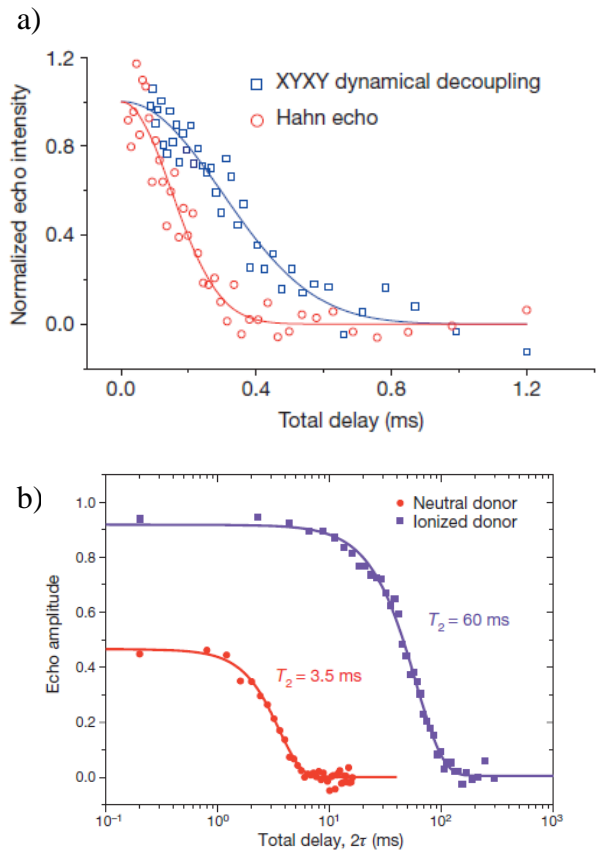 a)
1.2
XYXY dynamical decoupling
Hahn echo
0.8
0.4
0.0
Normalized echo intensity
0.0 0.4 0.8 1.2
Total delay (ms)
b)
10⁻¹ 10⁰ 10¹ 10² 10³
1.0
Neutral donor
Ionized donor
0.8
0.6
0.4
0.2
0.0
Echo amplitude
T₂ = 60 ms
T₂ = 3.5 ms
Total delay, 2τ (ms)